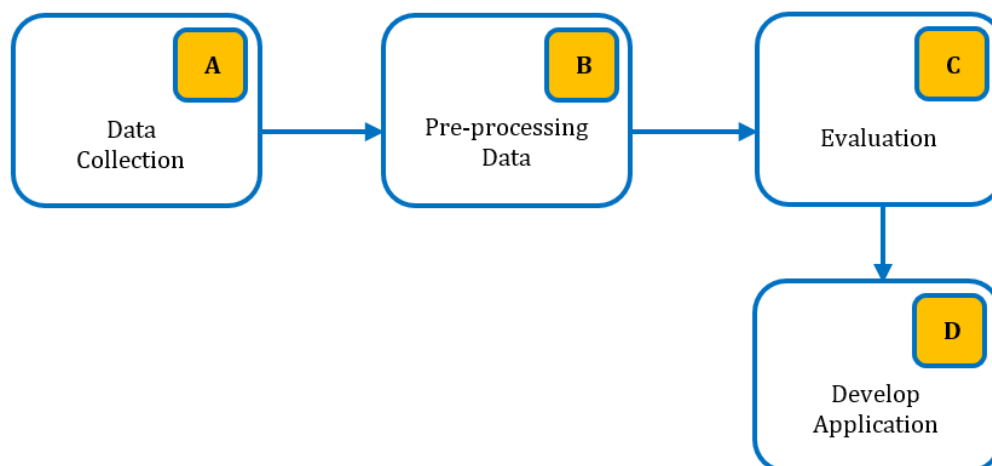 A
Data
Collection
B
Pre-processing
Data
C
Evaluation
D
Develop
Application